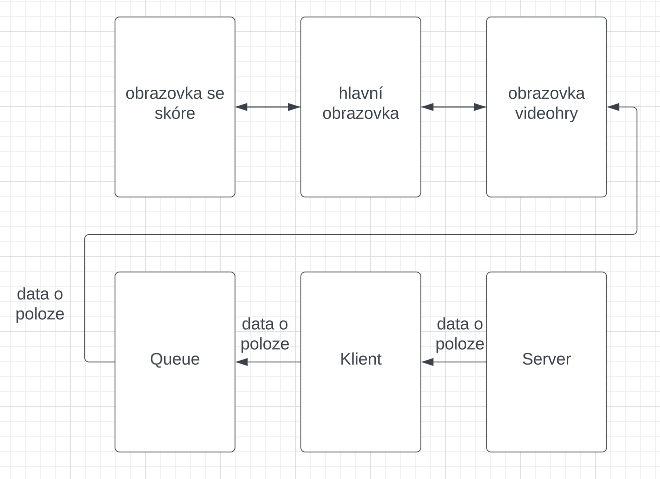 obrazovka se
skóre
hlavní
obrazovka
obrazovka
videohry
data o
poloze
Queue
data o
poloze
Klient
data o
poloze
Server